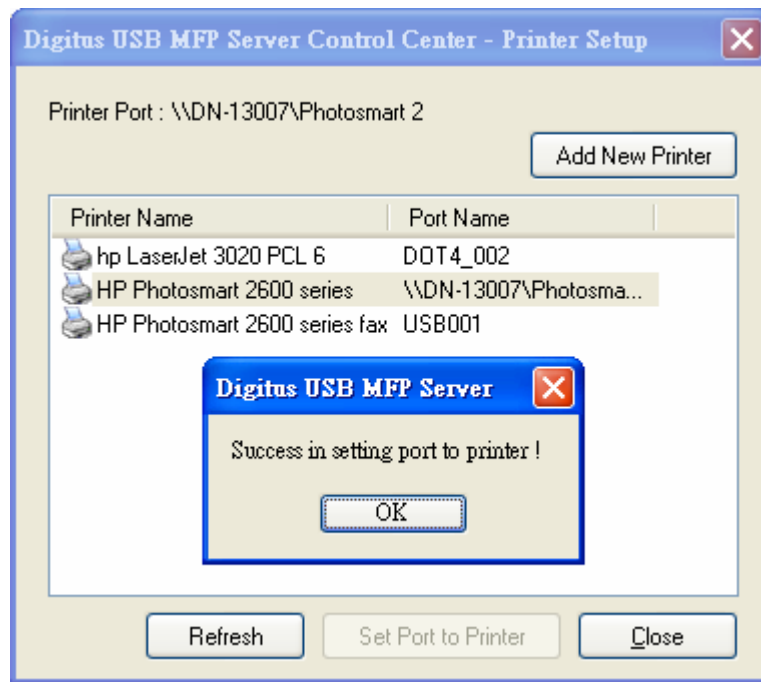 Digitus USB MFP Server Control Center - Printer Setup
Printer Port : \\DN-13007\Photosmart 2
Add New Printer
Printer Name Port Name
hp LaserJet 3020 PCL 6 DOT4_002
HP Photosmart 2600 series \\DN-13007\Photosma...
HP Photosmart 2600 series fax USB001
Digitus USB MFP Server
Success in setting port to printer !
OK
Refresh Set Port to Printer Close